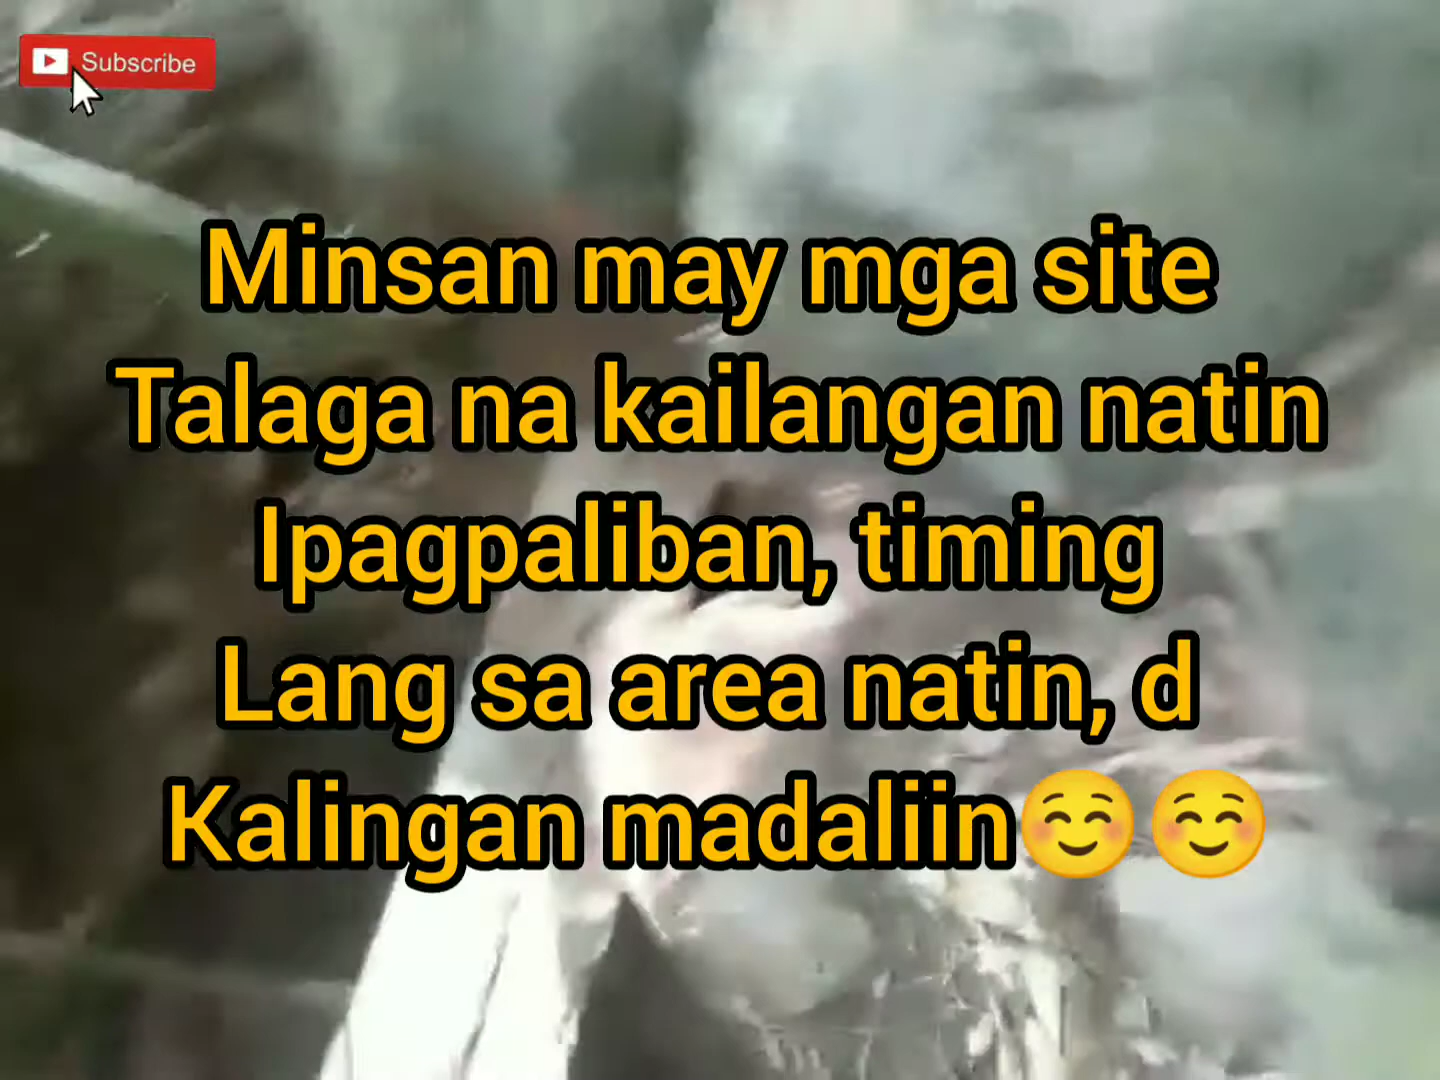 Subscribe
Minsan may mga site
Talaga na kailangan natin
Ipagpaliban, timing
Lang sa area natin, d
Kalingan madaliin☺️☺️